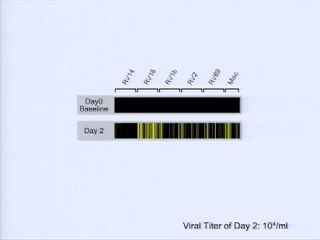 RV14 RV16 RV1b RV2 RV89 Misc.
Day0
Baseline
Day 2
Viral Titer of Day 2: 10⁴/ml